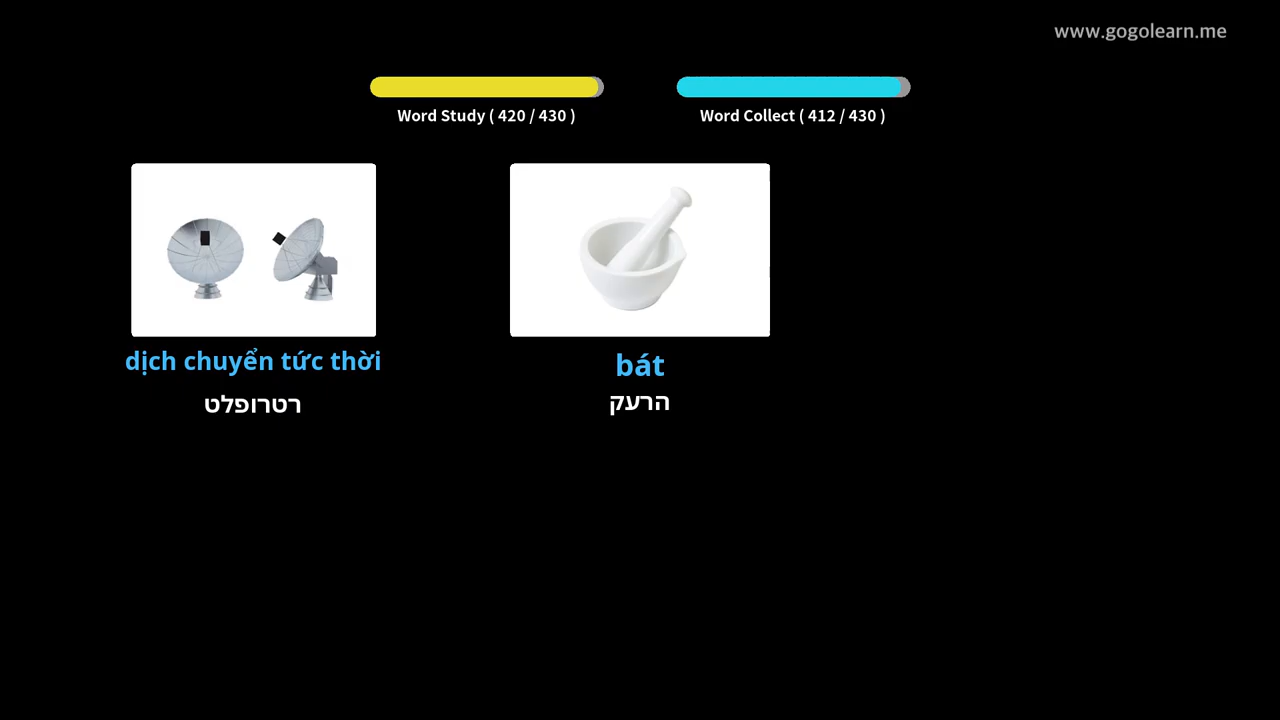 www.gogolearn.me
Word Study ( 420 / 430 )
Word Collect ( 412 / 430 )
dịch chuyển tức thời
רטרופלט
bát
הרעק